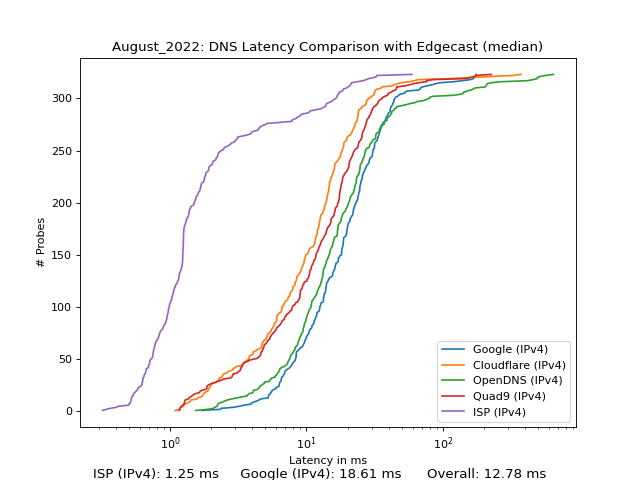 August_2022: DNS Latency Comparison with Edgecast (median)
# Probes
300
250
200
150
100
50
0
Google (IPv4)
Cloudflare (IPv4)
OpenDNS (IPv4)
Quad9 (IPv4)
ISP (IPv4)
10⁰ 10¹ 10²
Latency in ms
ISP (IPv4): 1.25 ms Google (IPv4): 18.61 ms Overall: 12.78 ms